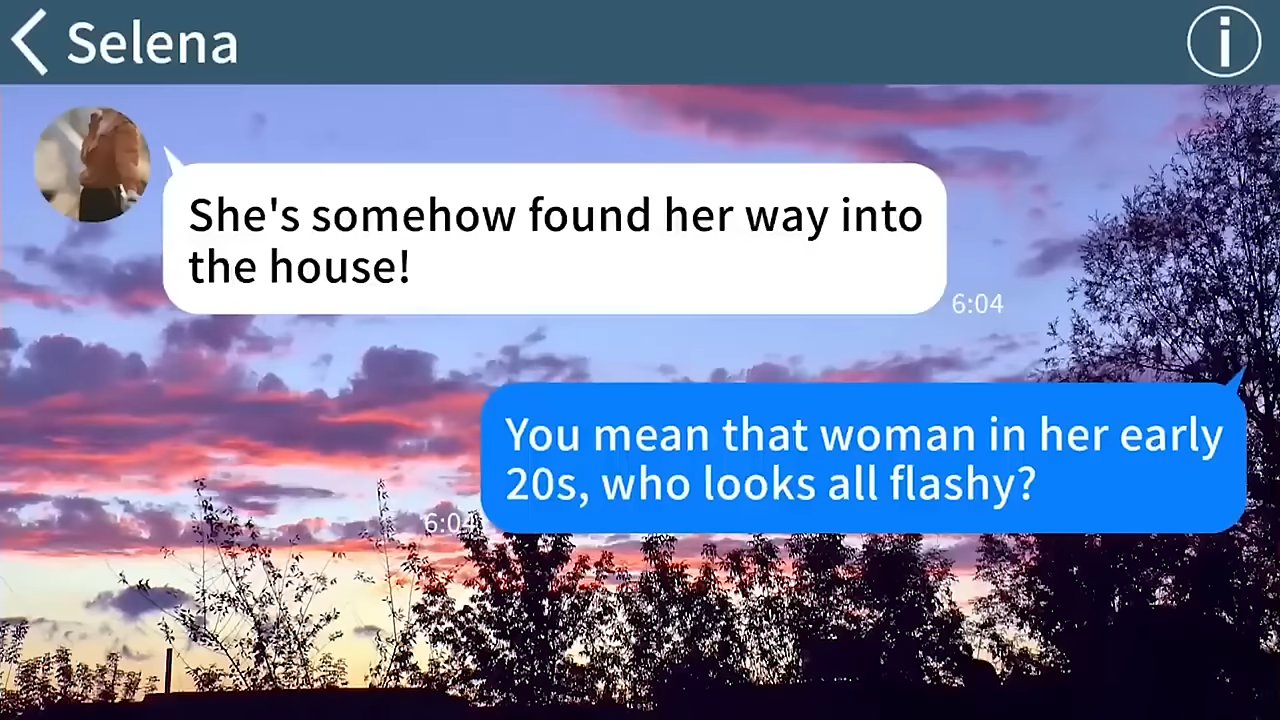 Selena
She's somehow found her way into
the house!
6:04
You mean that woman in her early
20s, who looks all flashy?
6:04